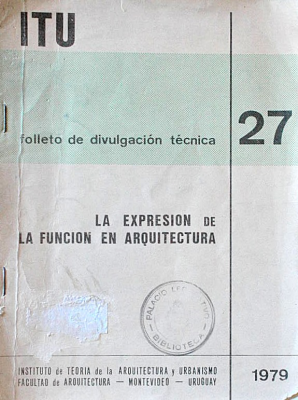 ITU
folleto de divulgación técnica
27
LA EXPRESION DE
LA FUNCION EN ARQUITECTURA
PALACIO
BIBLIOTECA
INSTITUTO de TEORIA de la ARQUITECTURA y URBANISMO
FACULTAD de ARQUITECTURA — MONTEVIDEO — URUGUAY
1979